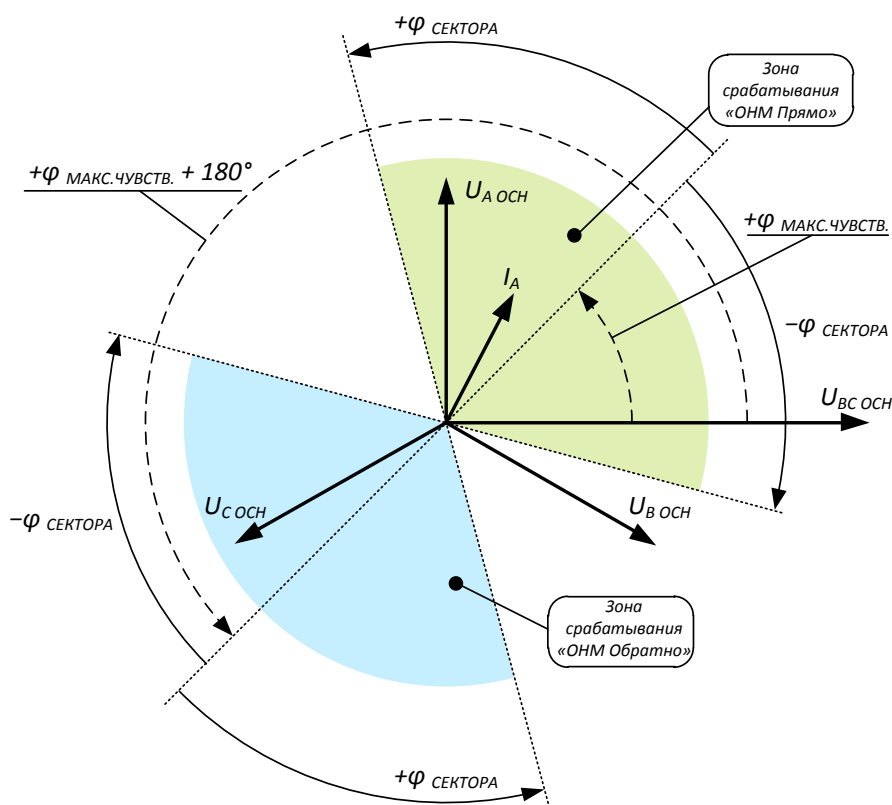 +φ СЕКТОРА
Зона
срабатывания
«ОНМ Прямо»
+φ МАКС.ЧУВСТВ. + 180°
U A ОСН
+φ МАКС.ЧУВСТВ.
I A
−φ СЕКТОРА
U BC ОСН
U C ОСН
U B ОСН
−φ СЕКТОРА
Зона
срабатывания
«ОНМ Обратно»
+φ СЕКТОРА